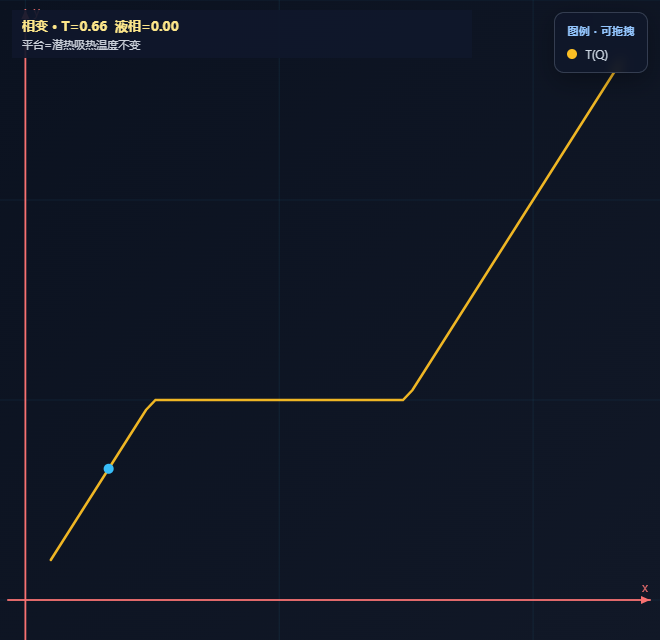 相变 • T=0.66 液相=0.00
平台=潜热吸热温度不变
图例 · 可拖拽
T(Q)
x